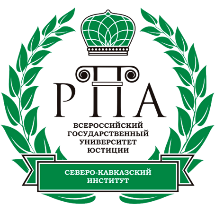 РПА
ВСЕРОССИЙСКИЙ
ГОСУДАРСТВЕННЫЙ
УНИВЕРСИТЕТ
ЮСТИЦИИ
СЕВЕРО-КАВКАЗСКИЙ
ИНСТИТУТ